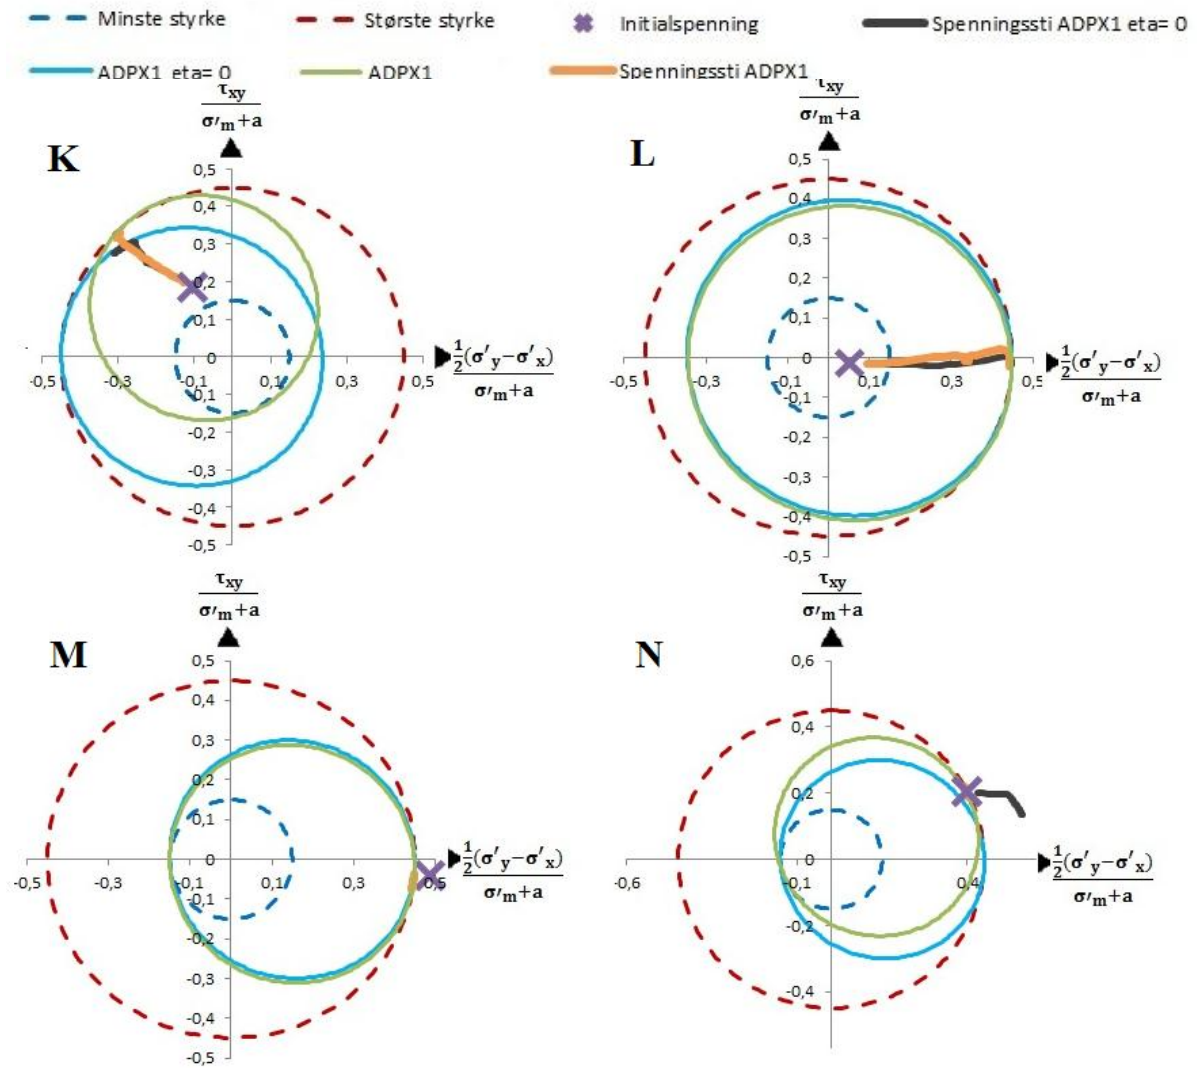 Minste styrke Største styrke Initialspenning Spenningssti ADPX1 eta= 0
ADPX1 eta= 0 ADPX1 Spenningssti ADPX1
K
τxy
σ′m+a
0,5
0,4
0,3
0,2
0,1
0
-0,1
-0,2
-0,3
-0,4
-0,5
-0,5 -0,3 -0,1 0,1 0,3 0,5
½(σ′y−σ′x)
σ′m+a
L
τxy
σ′m+a
0,5
0,4
0,3
0,2
0,1
0
-0,1
-0,2
-0,3
-0,4
-0,5
-0,5 -0,3 -0,1 0,1 0,3 0,5
½(σ′y−σ′x)
σ′m+a
M
τxy
σ′m+a
0,5
0,4
0,3
0,2
0,1
0
-0,1
-0,2
-0,3
-0,4
-0,5
-0,5 -0,3 -0,1 0,1 0,3 0,5
½(σ′y−σ′x)
σ′m+a
N
τxy
σ′m+a
0,6
0,4
0,2
0
-0,1
-0,2
-0,4
-0,6 0,4
½(σ′y−σ′x)
σ′m+a